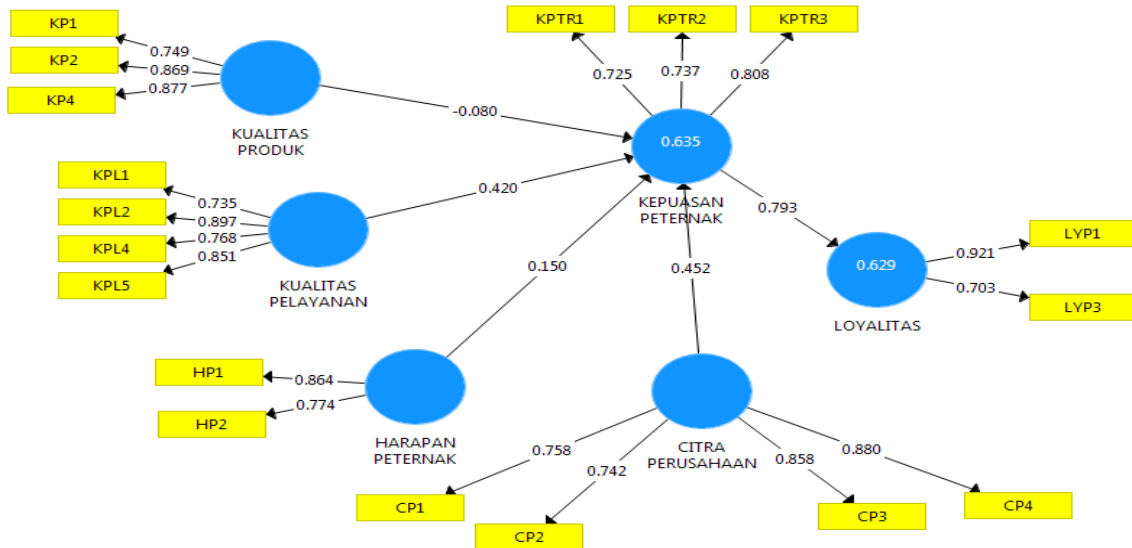 KP1
KP2
KP4
0.749
0.869
0.877
KUALITAS
PRODUK
-0.080
KPTR1
KPTR2
KPTR3
0.725
0.737
0.808
0.635
KEPUASAN
PETERNAK
KPL1
KPL2
KPL4
KPL5
0.735
0.897
0.768
0.851
KUALITAS
PELAYANAN
0.420
0.793
0.629
LOYALITAS
0.921
0.703
LYP1
LYP3
0.150
0.452
HP1
HP2
0.864
0.774
HARAPAN
PETERNAK
CITRA
PERUSAHAAN
0.758
0.742
0.858
0.880
CP1
CP2
CP3
CP4